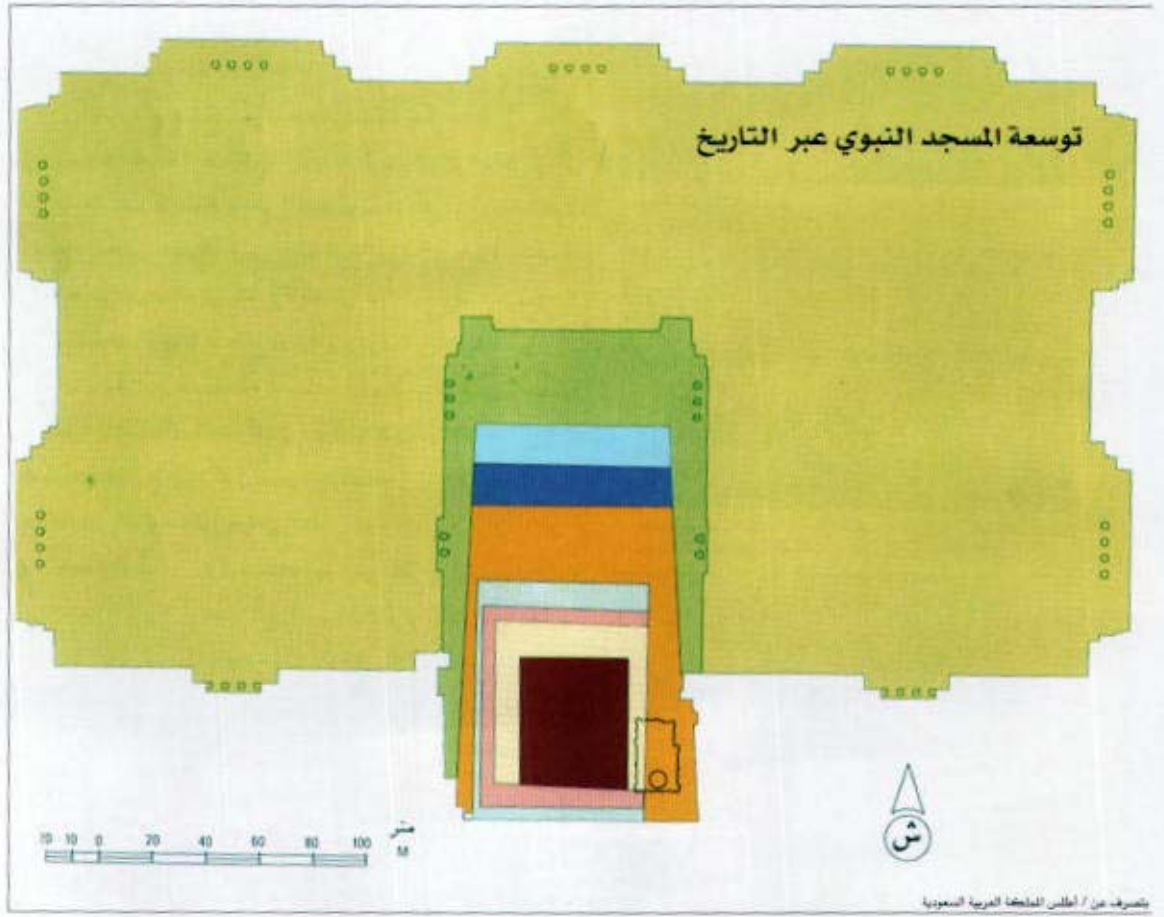 توسعة المسجد النبوي عبر التاريخ
20 10 0 20 40 60 80 100
متر
M
ش
بتصرف عن / أطلس المملكة العربية السعودية